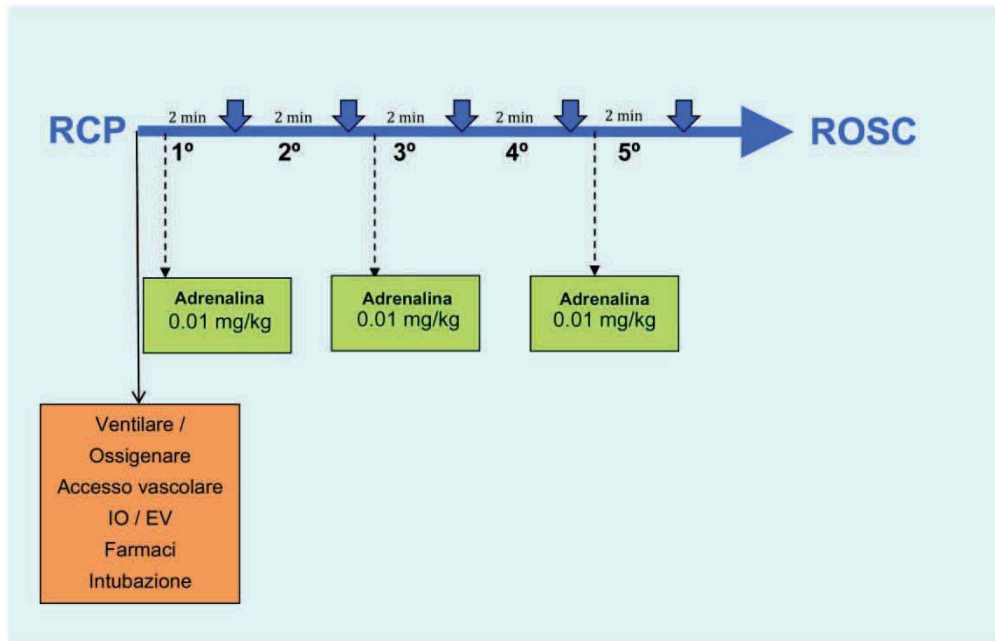 RCP
2 min
2 min
2 min
2 min
2 min
ROSC
1º
2º
3º
4º
5º
Adrenalina
0.01 mg/kg
Adrenalina
0.01 mg/kg
Adrenalina
0.01 mg/kg
Ventilare /
Ossigenare
Accesso vascolare
IO / EV
Farmaci
Intubazione